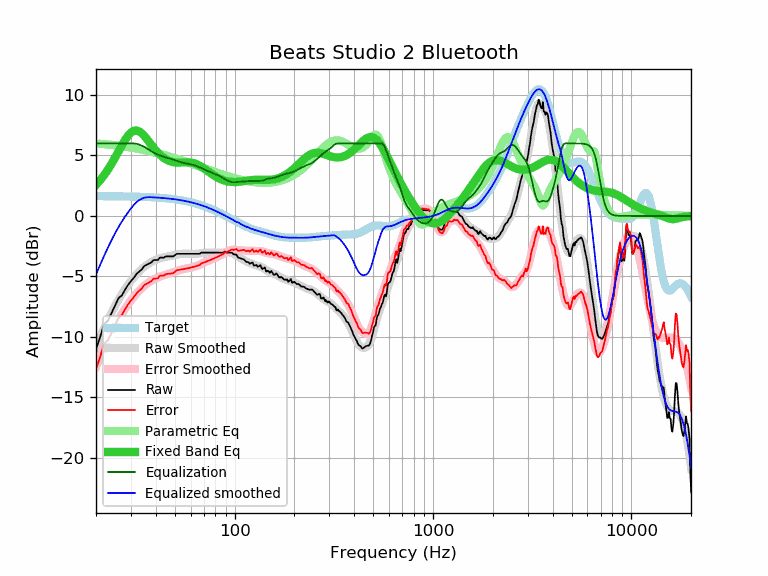 Beats Studio 2 Bluetooth
Amplitude (dBr)
10
5
0
−5
−10
−15
−20
Target
Raw Smoothed
Error Smoothed
Raw
Error
Parametric Eq
Fixed Band Eq
Equalization
Equalized smoothed
100
1000
10000
Frequency (Hz)